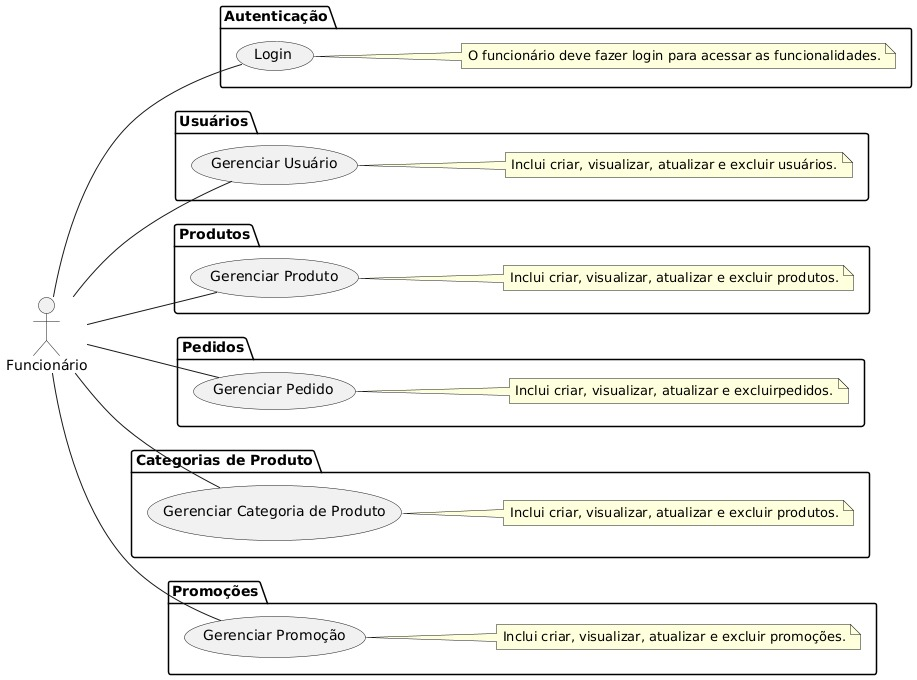 Autenticação
Login
O funcionário deve fazer login para acessar as funcionalidades.
Usuários
Gerenciar Usuário
Inclui criar, visualizar, atualizar e excluir usuários.
Produtos
Gerenciar Produto
Inclui criar, visualizar, atualizar e excluir produtos.
Funcionário
Pedidos
Gerenciar Pedido
Inclui criar, visualizar, atualizar e excluirpedidos.
Categorias de Produto
Gerenciar Categoria de Produto
Inclui criar, visualizar, atualizar e excluir produtos.
Promoções
Gerenciar Promoção
Inclui criar, visualizar, atualizar e excluir promoções.